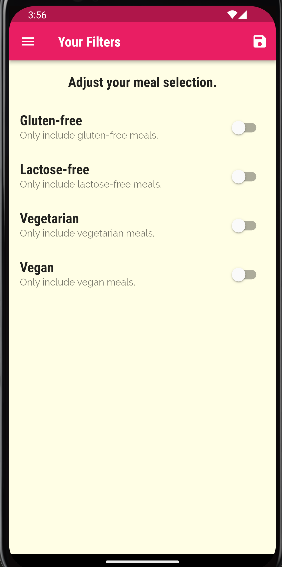 3:56
Your Filters
Adjust your meal selection.
Gluten-free
Only include gluten-free meals.
Lactose-free
Only include lactose-free meals.
Vegetarian
Only include vegetarian meals.
Vegan
Only include vegan meals.